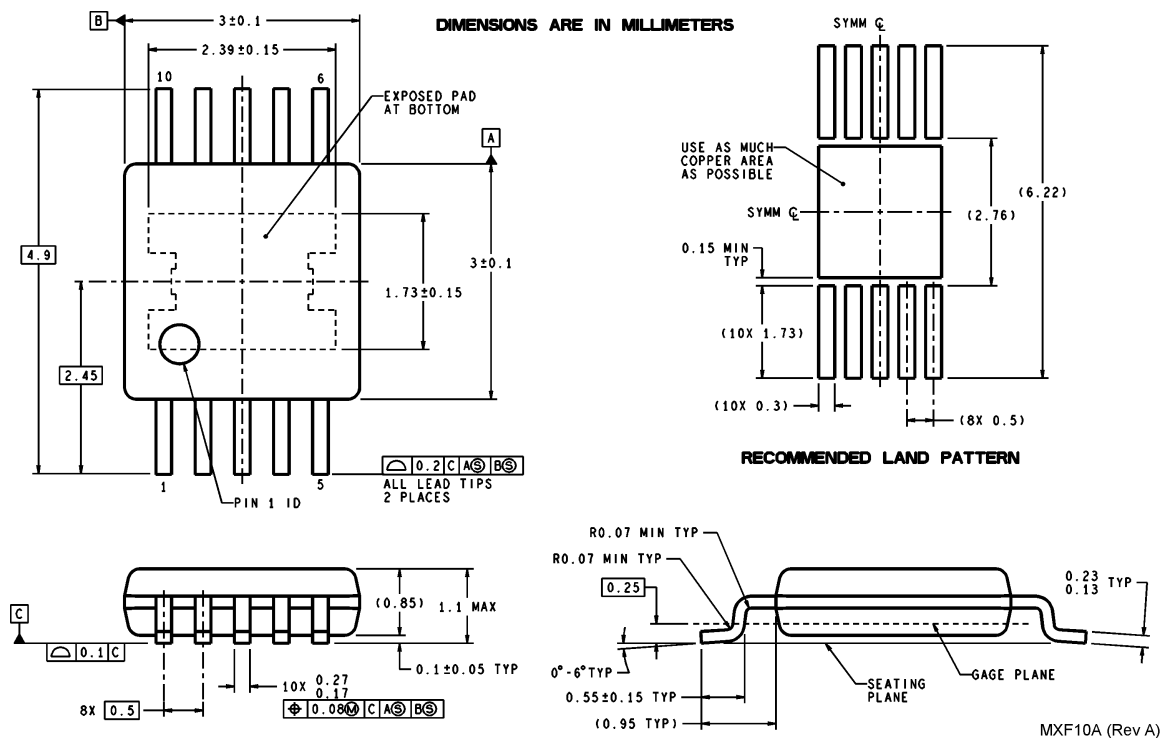 DIMENSIONS ARE IN MILLIMETERS
B
3±0.1
2.39±0.15
10
6
EXPOSED PAD
AT BOTTOM
A
4.9
2.45
3±0.1
1.73±0.15
1
5
PIN 1 ID
⌓ 0.2 C AⓈ BⓈ
ALL LEAD TIPS
2 PLACES
SYMM ℄
USE AS MUCH
COPPER AREA
AS POSSIBLE
SYMM ℄
(6.22)
(2.76)
0.15 MIN
TYP
(10X 1.73)
(10X 0.3)
(8X 0.5)
RECOMMENDED LAND PATTERN
C
⌓ 0.1 C
(0.85)
1.1 MAX
0.1±0.05 TYP
8X 0.5
10X 0.27
0.17
⌖ 0.08Ⓜ C AⓈ BⓈ
R0.07 MIN TYP
R0.07 MIN TYP
0.25
0°-6°TYP
0.55±0.15 TYP
(0.95 TYP)
0.23
0.13 TYP
GAGE PLANE
SEATING
PLANE
MXF10A (Rev A)